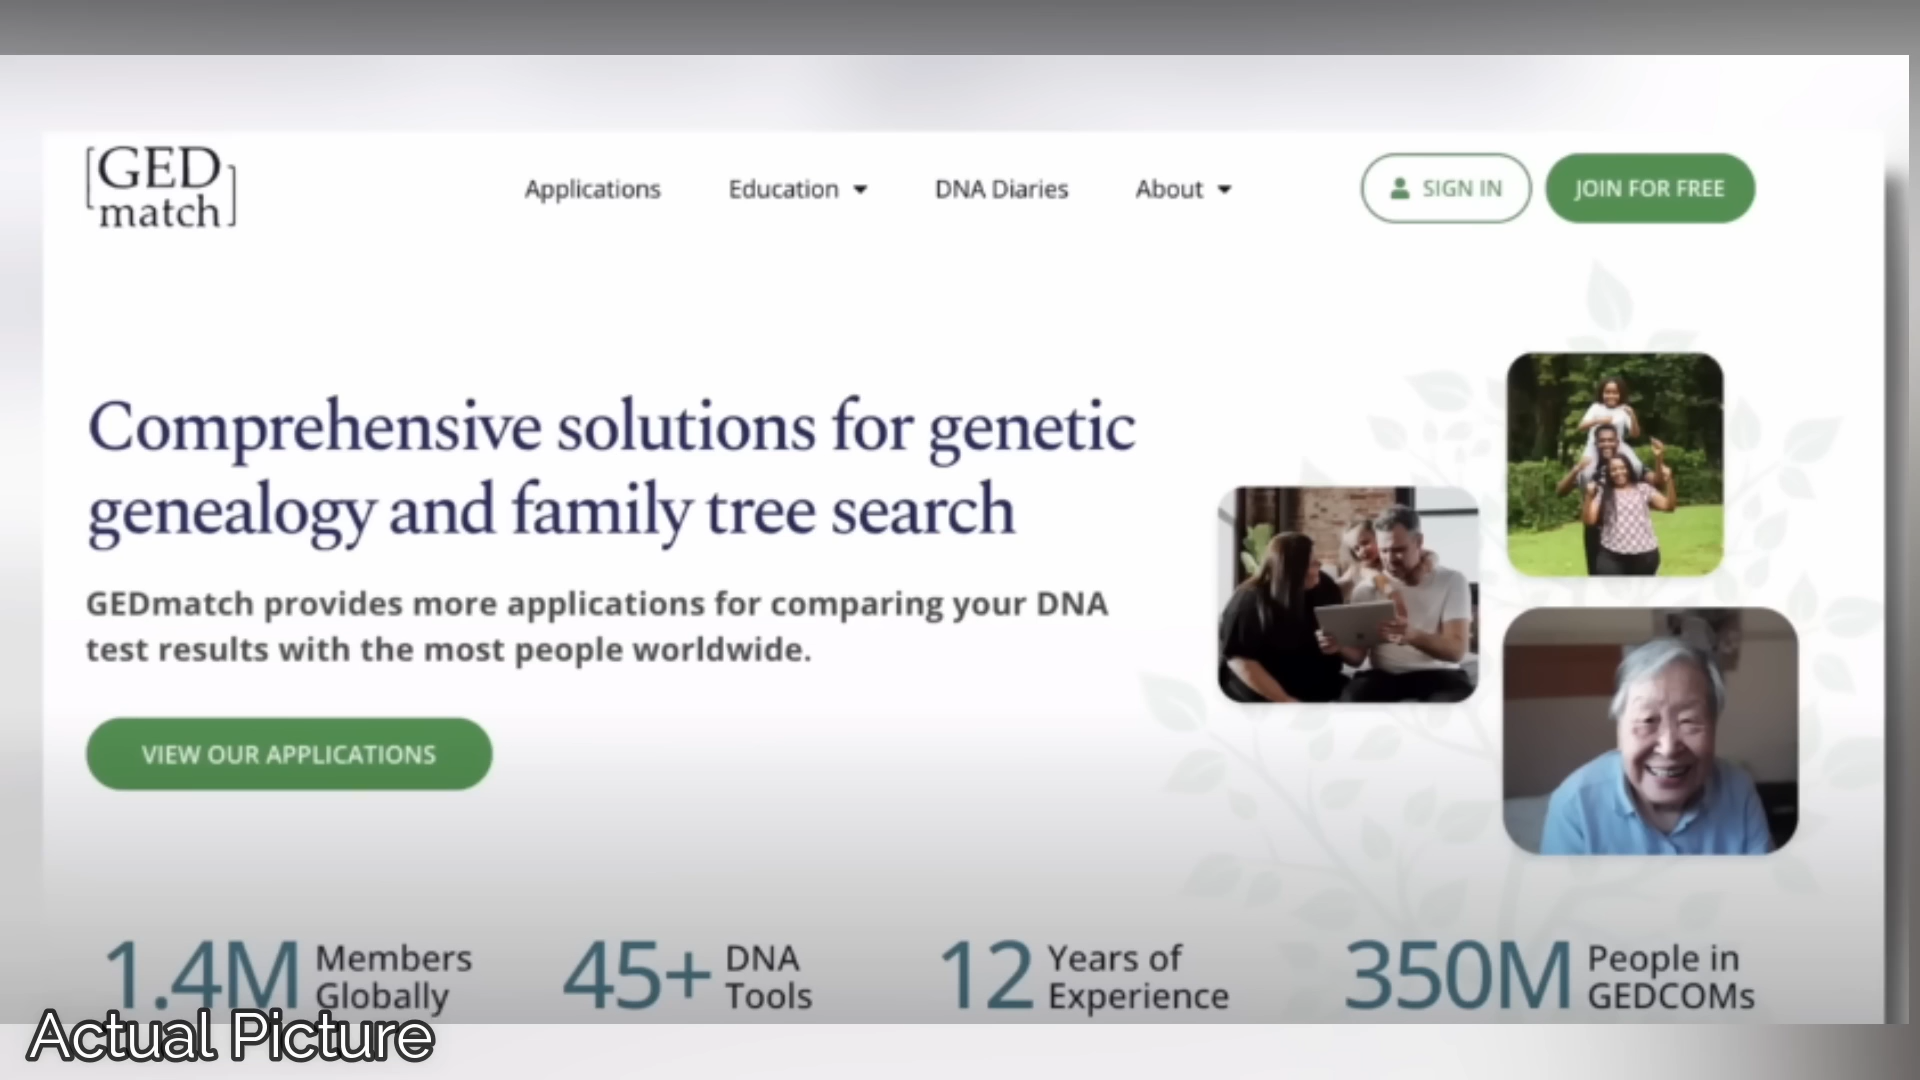 GED
match
Applications
Education
DNA Diaries
About
SIGN IN
JOIN FOR FREE
Comprehensive solutions for genetic
genealogy and family tree search
GEDmatch provides more applications for comparing your DNA
test results with the most people worldwide.
VIEW OUR APPLICATIONS
1.4M Members Globally
45+ DNA Tools
12 Years of Experience
350M People in GEDCOMs
Actual Picture